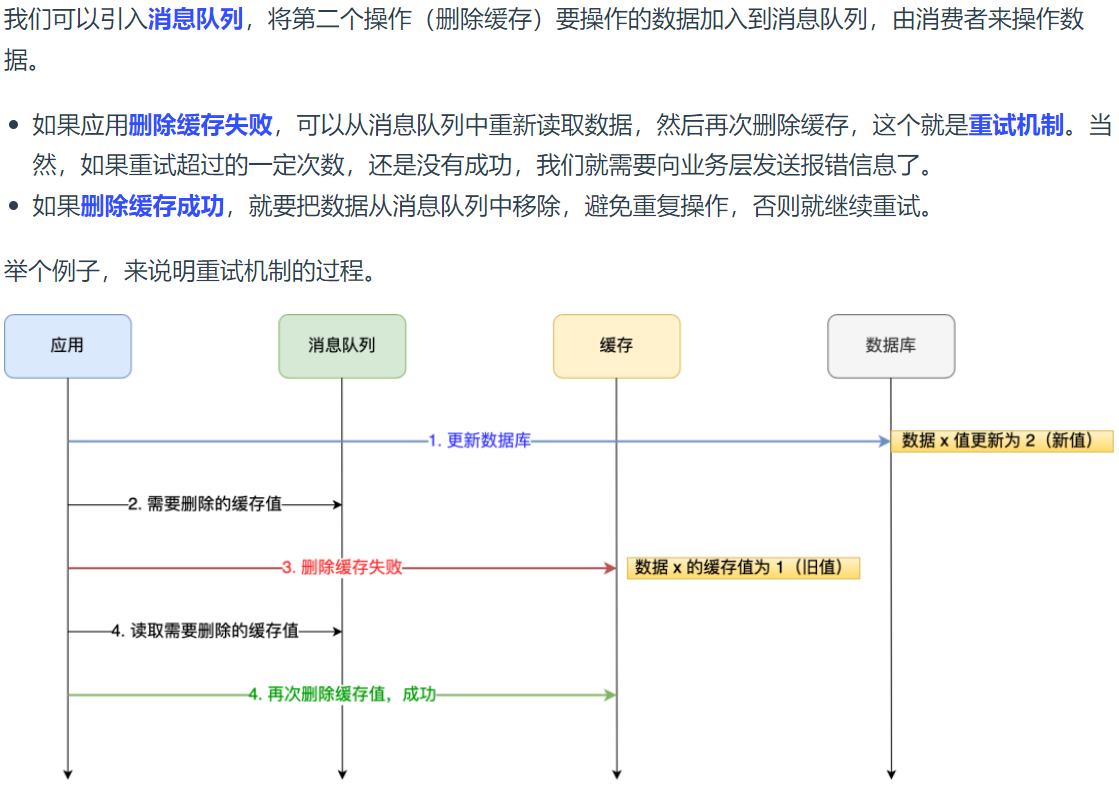 我们可以引入消息队列，将第二个操作（删除缓存）要操作的数据加入到消息队列，由消费者来操作数
据。
如果应用删除缓存失败，可以从消息队列中重新读取数据，然后再次删除缓存，这个就是重试机制。当
然，如果重试超过的一定次数，还是没有成功，我们就需要向业务层发送报错信息了。
如果删除缓存成功，就要把数据从消息队列中移除，避免重复操作，否则就继续重试。
举个例子，来说明重试机制的过程。
应用
消息队列
缓存
数据库
1. 更新数据库
数据 x 值更新为 2（新值）
2. 需要删除的缓存值
3. 删除缓存失败
数据 x 的缓存值为 1（旧值）
4. 读取需要删除的缓存值
4. 再次删除缓存值，成功